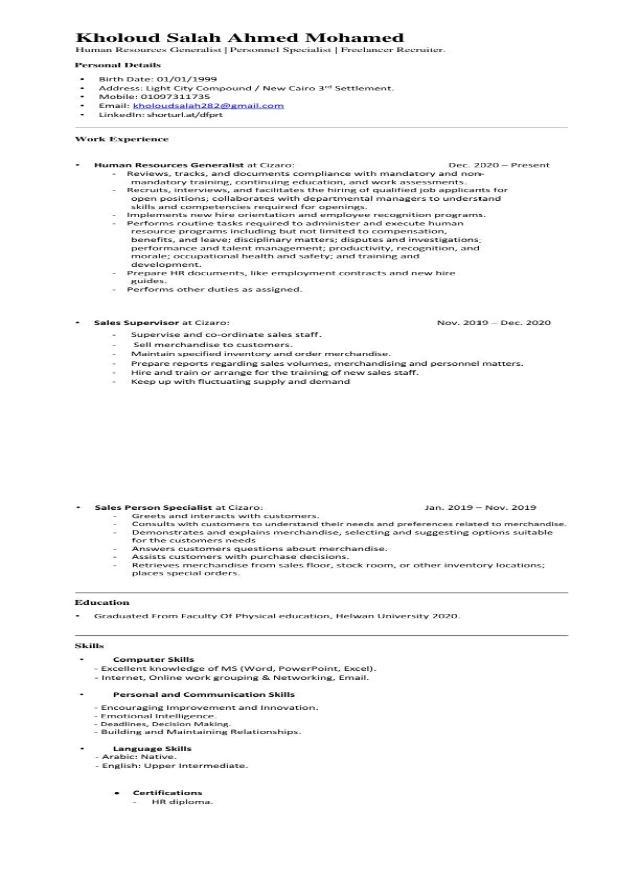 Kholoud Salah Ahmed Mohamed
Human Resources Generalist | Personnel Specialist | Freelancer Recruiter.
Personal Details
• Birth Date: 01/01/1999
• Address: Light City Compound / New Cairo 3rd Settlement.
• Mobile: 01097311735
• Email: kholoudsalah282@gmail.com
• LinkedIn: shorturl.at/dfprt
Work Experience
• Human Resources Generalist at Cizaro: Dec. 2020 – Present
- Reviews, tracks, and documents compliance with mandatory and non-
mandatory training, continuing education, and work assessments.
- Recruits, interviews, and facilitates the hiring of qualified job applicants for
open positions; collaborates with departmental managers to understand
skills and competencies required for openings.
- Implements new hire orientation and employee recognition programs.
- Performs routine tasks required to administer and execute human
resource programs including but not limited to compensation,
benefits, and leave; disciplinary matters; disputes and investigations;
performance and talent management; productivity, recognition, and
morale; occupational health and safety; and training and
development.
- Prepare HR documents, like employment contracts and new hire
guides.
- Performs other duties as assigned.
• Sales Supervisor at Cizaro: Nov. 2019 – Dec. 2020
- Supervise and co-ordinate sales staff.
- Sell merchandise to customers.
- Maintain specified inventory and order merchandise.
- Prepare reports regarding sales volumes, merchandising and personnel matters.
- Hire and train or arrange for the training of new sales staff.
- Keep up with fluctuating supply and demand
• Sales Person Specialist at Cizaro: Jan. 2019 – Nov. 2019
- Greets and interacts with customers.
- Consults with customers to understand their needs and preferences related to merchandise.
- Demonstrates and explains merchandise, selecting and suggesting options suitable
for the customers needs
- Answers customers questions about merchandise.
- Assists customers with purchase decisions.
- Retrieves merchandise from sales floor, stock room, or other inventory locations;
places special orders.
Education
• Graduated From Faculty Of Physical education, Helwan University 2020.
Skills
• Computer Skills
- Excellent knowledge of MS (Word, PowerPoint, Excel).
- Internet, Online work grouping & Networking, Email.
• Personal and Communication Skills
- Encouraging Improvement and Innovation.
- Emotional Intelligence.
- Deadlines, Decision Making.
- Building and Maintaining Relationships.
• Language Skills
- Arabic: Native.
- English: Upper Intermediate.
• Certifications
- HR diploma.